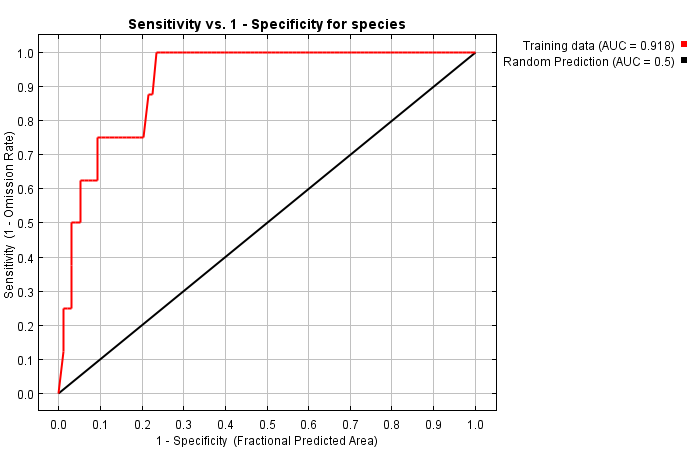 Sensitivity vs. 1 - Specificity for species
Training data (AUC = 0.918)
Random Prediction (AUC = 0.5)
Sensitivity (1 - Omission Rate)
1.0
0.9
0.8
0.7
0.6
0.5
0.4
0.3
0.2
0.1
0.0
0.0 0.1 0.2 0.3 0.4 0.5 0.6 0.7 0.8 0.9 1.0
1 - Specificity (Fractional Predicted Area)